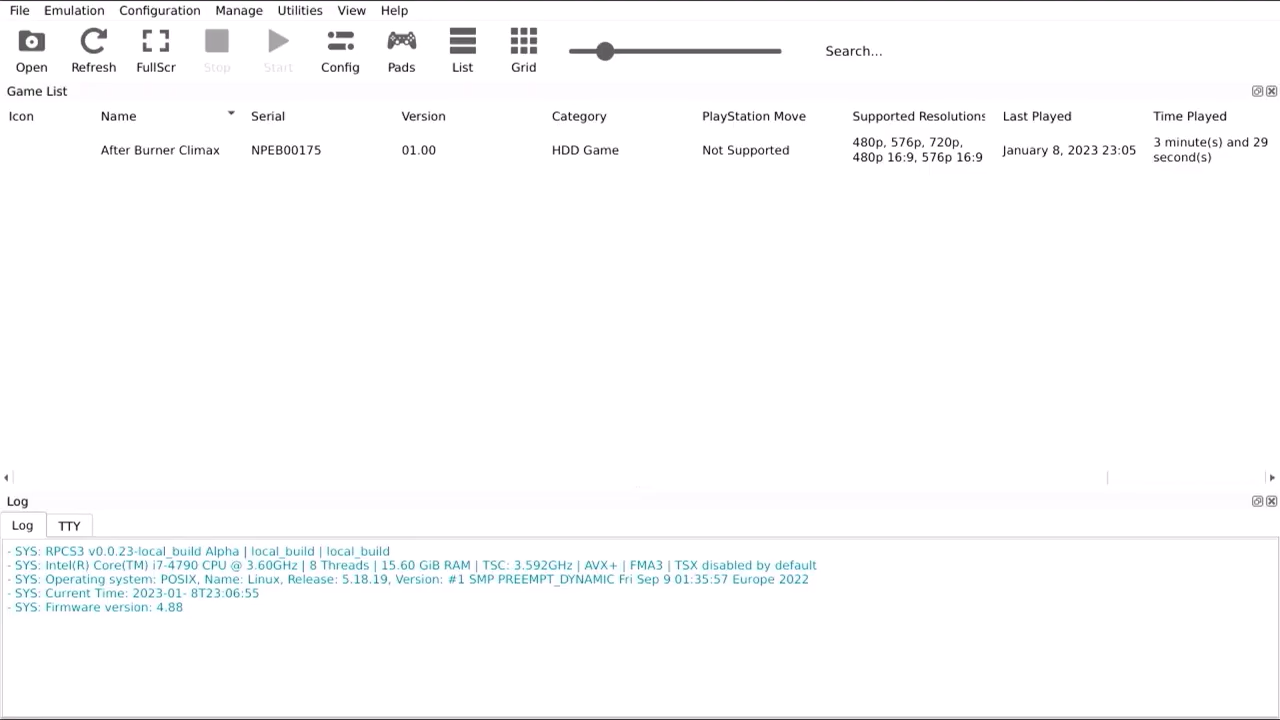 File Emulation Configuration Manage Utilities View Help
Open Refresh FullScr Stop Start Config Pads List Grid Search...
Game List
Icon Name Serial Version Category PlayStation Move Supported Resolutions Last Played Time Played
After Burner Climax NPEB00175 01.00 HDD Game Not Supported 480p, 576p, 720p, January 8, 2023 23:05 3 minute(s) and 29
480p 16:9, 576p 16:9 second(s)
Log
Log TTY
- SYS: RPCS3 v0.0.23-local_build Alpha | local_build | local_build
- SYS: Intel(R) Core(TM) i7-4790 CPU @ 3.60GHz | 8 Threads | 15.60 GiB RAM | TSC: 3.592GHz | AVX+ | FMA3 | TSX disabled by default
- SYS: Operating system: POSIX, Name: Linux, Release: 5.18.19, Version: #1 SMP PREEMPT_DYNAMIC Fri Sep 9 01:35:57 Europe 2022
- SYS: Current Time: 2023-01- 8T23:06:55
- SYS: Firmware version: 4.88